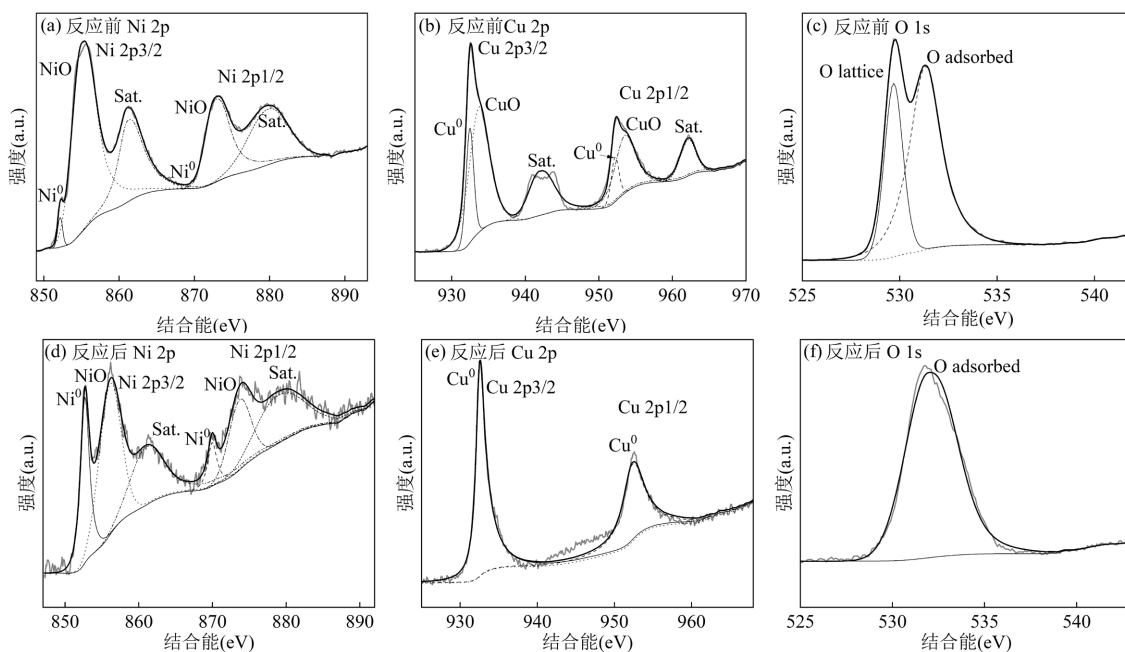 (a) 反应前 Ni 2p
Ni 2p3/2
NiO
Sat.
Ni 2p1/2
NiO
Sat.
Ni⁰
Ni⁰
强度(a.u.)
850 860 870 880 890
结合能(eV)
(b) 反应前Cu 2p
Cu 2p3/2
CuO
Cu⁰
Sat.
Cu 2p1/2
CuO
Cu⁰
Sat.
强度(a.u.)
930 940 950 960 970
结合能(eV)
(c) 反应前 O 1s
O lattice
O adsorbed
强度(a.u.)
525 530 535 540
结合能(eV)
(d) 反应后 Ni 2p
NiO
Ni 2p3/2
Ni⁰
Sat.
Ni 2p1/2
NiO
Sat.
Ni⁰
强度(a.u.)
850 860 870 880 890
结合能(eV)
(e) 反应后 Cu 2p
Cu⁰
Cu 2p3/2
Cu 2p1/2
Cu⁰
强度(a.u.)
930 940 950 960
结合能(eV)
(f) 反应后 O 1s
O adsorbed
强度(a.u.)
525 530 535 540
结合能(eV)